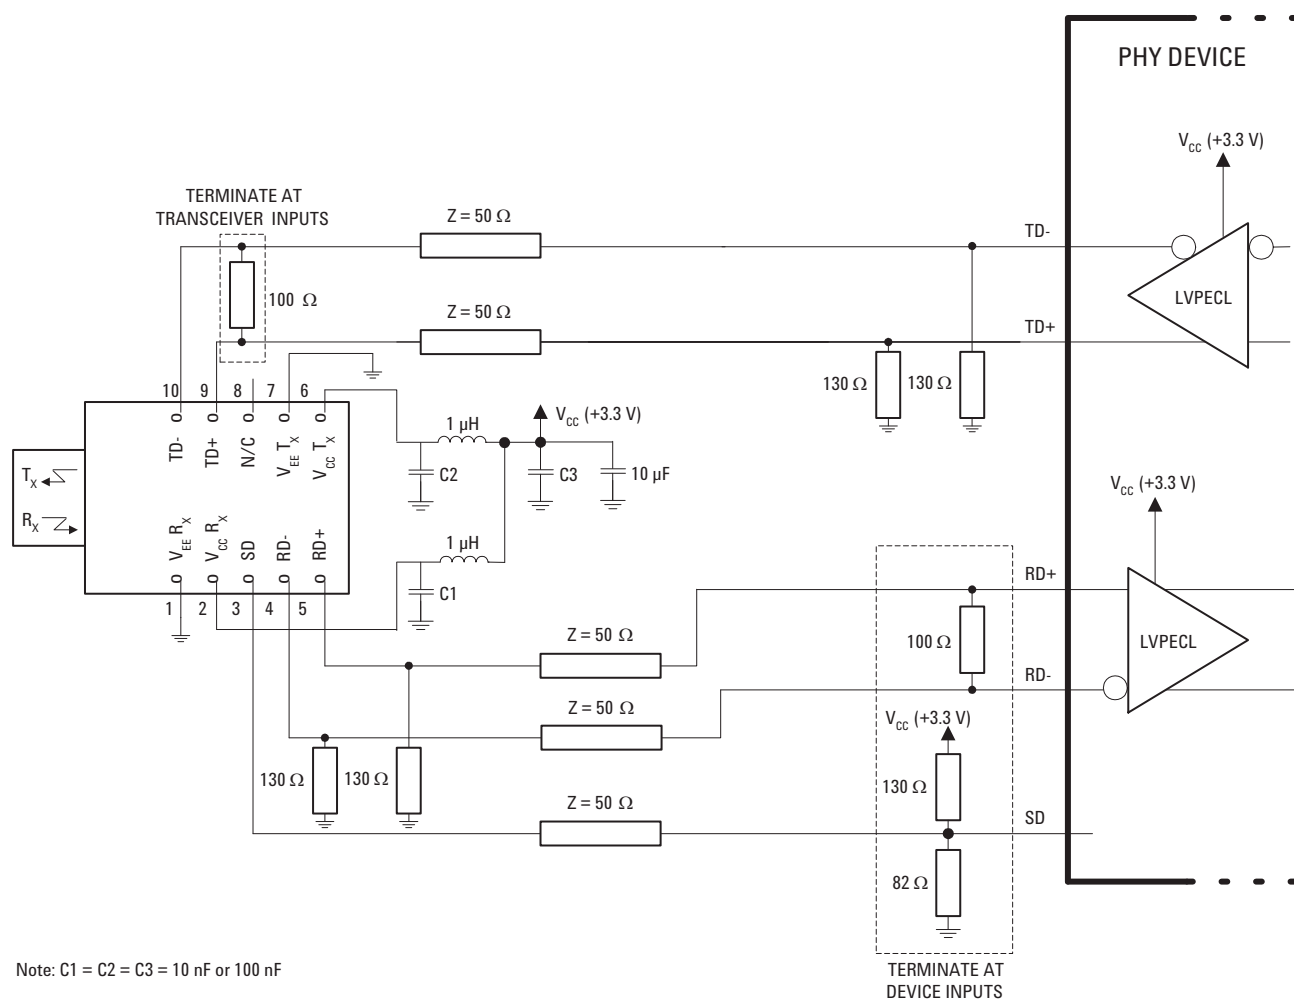 PHY DEVICE
V_CC (+3.3 V)
TERMINATE AT
TRANSCEIVER INPUTS
Z = 50 Ω
TD-
LVPECL
100 Ω
Z = 50 Ω
TD+
130 Ω
130 Ω
10
9
8
7
6
TD-
TD+
N/C
V_EE T_X
V_CC T_X
1 µH
V_CC (+3.3 V)
C2
C3
10 µF
T_X
R_X
V_EE R_X
V_CC R_X
SD
RD-
RD+
1 µH
C1
1
2
3
4
5
V_CC (+3.3 V)
RD+
Z = 50 Ω
100 Ω
LVPECL
RD-
Z = 50 Ω
V_CC (+3.3 V)
130 Ω
130 Ω
130 Ω
Z = 50 Ω
SD
82 Ω
Note: C1 = C2 = C3 = 10 nF or 100 nF
TERMINATE AT
DEVICE INPUTS